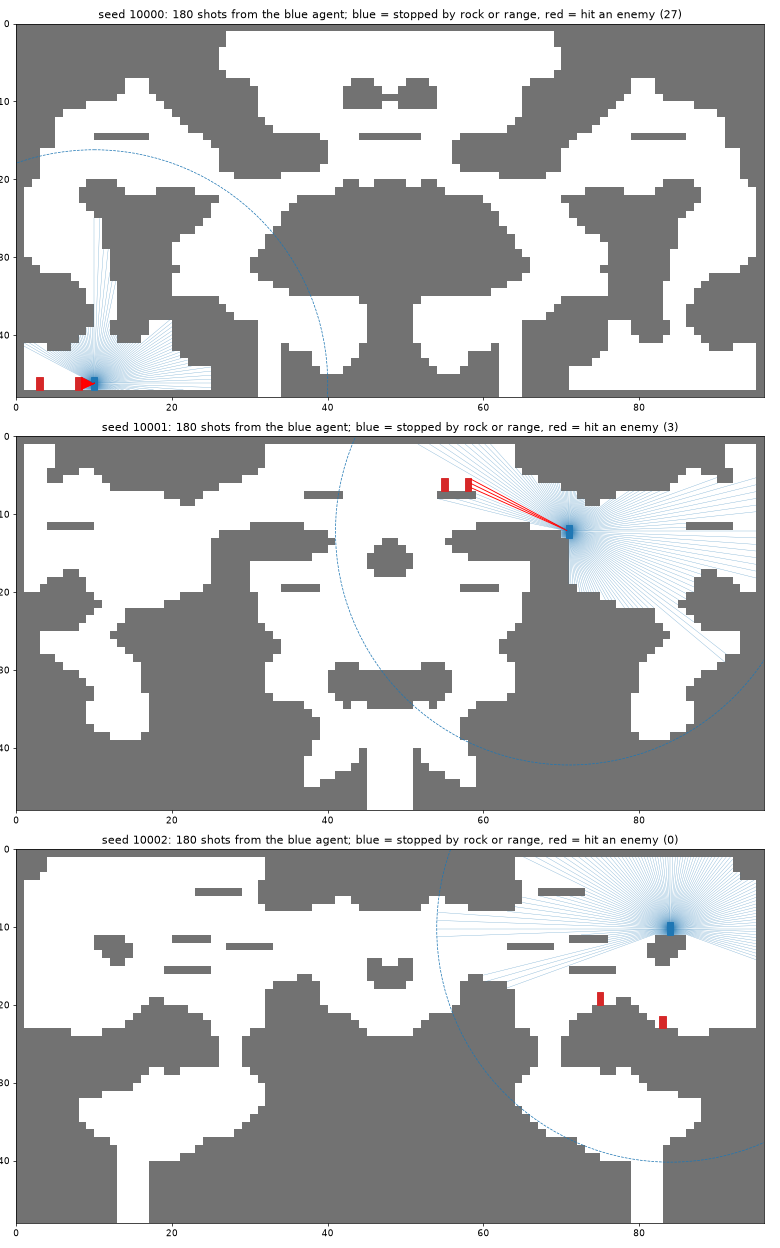 seed 10000: 180 shots from the blue agent; blue = stopped by rock or range, red = hit an enemy (27)
0
10
20
30
40
0 20 40 60 80
seed 10001: 180 shots from the blue agent; blue = stopped by rock or range, red = hit an enemy (3)
0
10
20
30
40
0 20 40 60 80
seed 10002: 180 shots from the blue agent; blue = stopped by rock or range, red = hit an enemy (0)
0
10
20
30
40
0 20 40 60 80